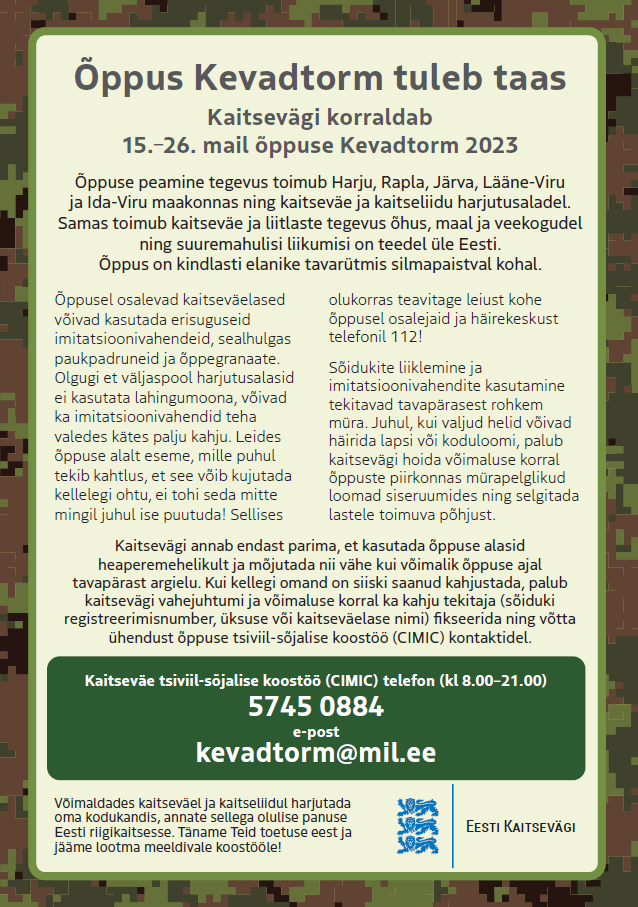 Õppus Kevadtorm tuleb taas
Kaitsevägi korraldab
15.–26. mail õppuse Kevadtorm 2023
Õppuse peamine tegevus toimub Harju, Rapla, Järva, Lääne-Viru
ja Ida-Viru maakonnas ning kaitseväe ja kaitseliidu harjutusaladel.
Samas toimub kaitseväe ja liitlaste tegevus õhus, maal ja veekogudel
ning suuremahulisi liikumisi on teedel üle Eesti.
Õppus on kindlasti elanike tavarütmis silmapaistval kohal.
Õppusel osalevad kaitseväelased
võivad kasutada erisuguseid
imitatsioonivahendeid, sealhulgas
paukpadruneid ja õppegranaate.
Olgugi et väljaspool harjutusalasid
ei kasutata lahingumoona, võivad
ka imitatsioonivahendid teha
valedes kätes palju kahju. Leides
õppuse alalt eseme, mille puhul
tekib kahtlus, et see võib kujutada
kellelegi ohtu, ei tohi seda mitte
mingil juhul ise puutuda! Sellises
olukorras teavitage leiust kohe
õppusel osalejaid ja häirekeskust
telefonil 112!
Sõidukite liiklemine ja
imitatsioonivahendite kasutamine
tekitavad tavapärasest rohkem
müra. Juhul, kui valjud helid võivad
häirida lapsi või koduloomi, palub
kaitsevägi hoida võimaluse korral
õppuste piirkonnas mürapelglikud
loomad siseruumides ning selgitada
lastele toimuva põhjust.
Kaitsevägi annab endast parima, et kasutada õppuse alasid
heaperemehelikult ja mõjutada nii vähe kui võimalik õppuse ajal
tavapärast argielu. Kui kellegi omand on siiski saanud kahjustada, palub
kaitsevägi vahejuhtumi ja võimaluse korral ka kahju tekitaja (sõiduki
registreerimisnumber, üksuse või kaitseväelase nimi) fikseerida ning võtta
ühendust õppuse tsiviil-sõjalise koostöö (CIMIC) kontaktidel.
Kaitseväe tsiviil-sõjalise koostöö (CIMIC) telefon (kl 8.00–21.00)
5745 0884
e-post
kevadtorm@mil.ee
Võimaldades kaitseväel ja kaitseliidul harjutada
oma kodukandis, annate sellega olulise panuse
Eesti riigikaitsesse. Täname Teid toetuse eest ja
jääme lootma meeldivale koostööle!
EESTI KAITSEVÄGI